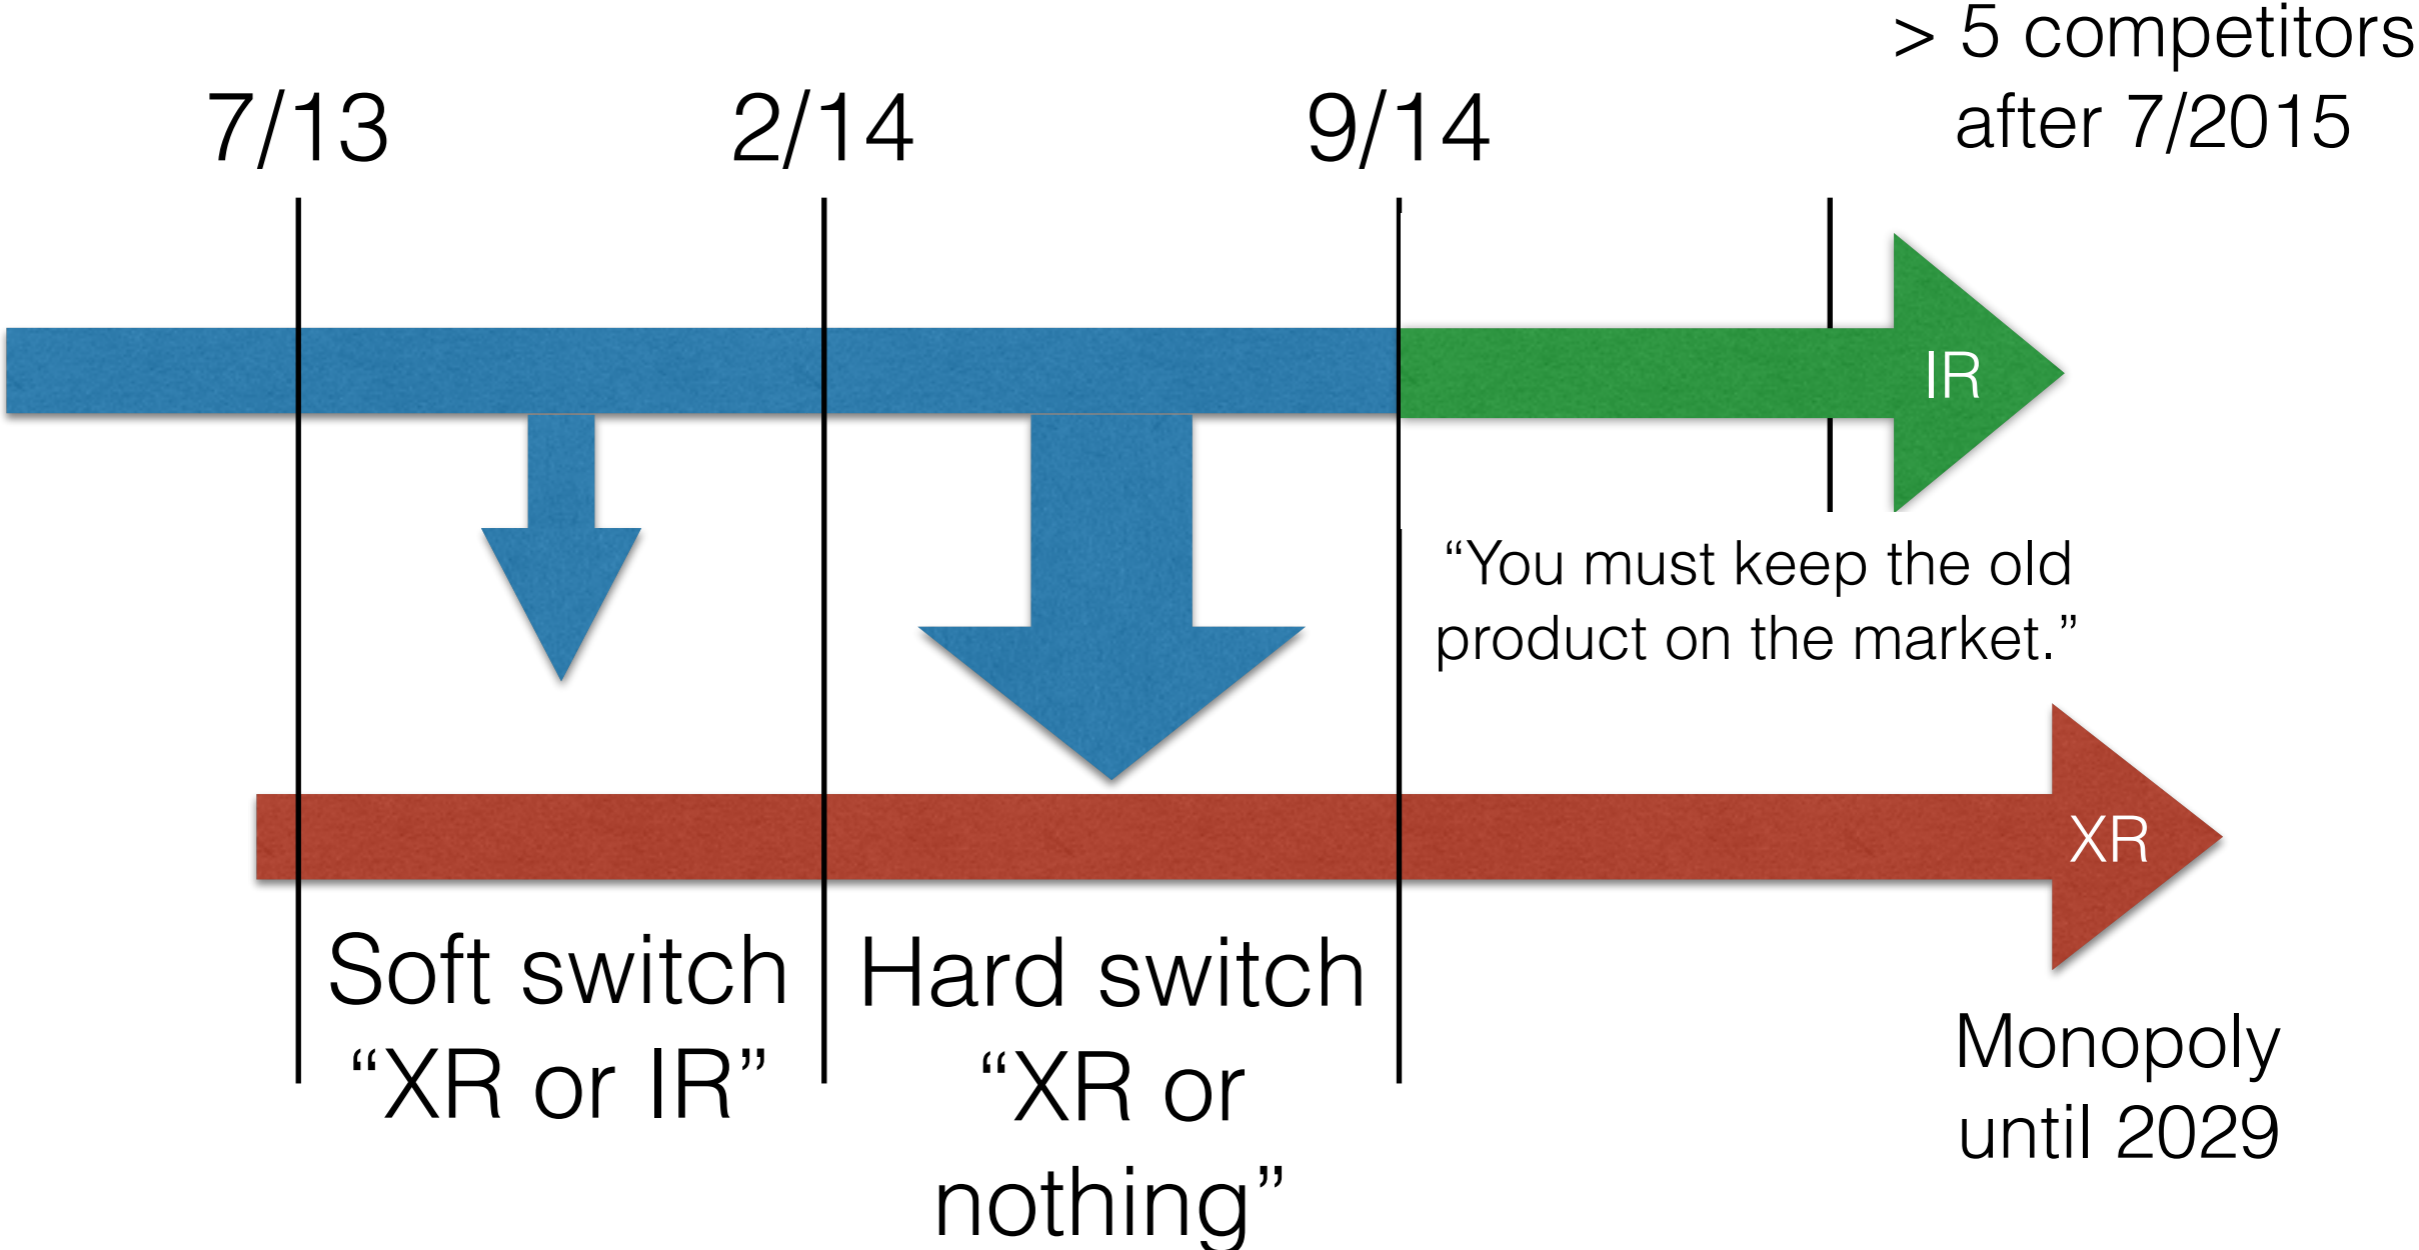 > 5 competitors
after 7/2015
7/13
2/14
9/14
IR
“You must keep the old
product on the market.”
XR
Soft switch
“XR or IR”
Hard switch
“XR or
nothing”
Monopoly
until 2029